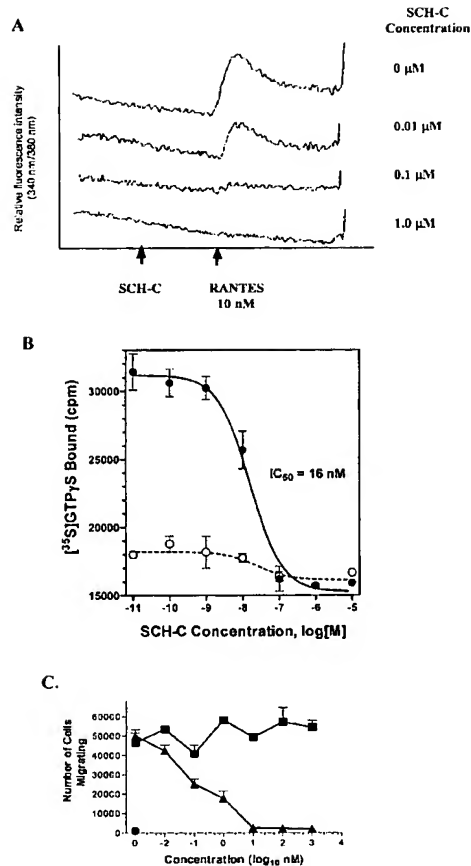 A
SCH-C
Concentration
0 µM
0.01 µM
0.1 µM
1.0 µM
Relative fluorescence intensity
(340 nm/380 nm)
SCH-C
RANTES
10 nM
B
[³⁵S]GTPγS Bound (cpm)
30000
25000
20000
15000
IC₅₀ = 16 nM
-11 -10 -9 -8 -7 -6 -5
SCH-C Concentration, log[M]
C.
Number of Cells
Migrating
60000
50000
40000
30000
20000
10000
0
-0 -2 -1 0 1 2 3 4
Concentration (log₁₀ nM)